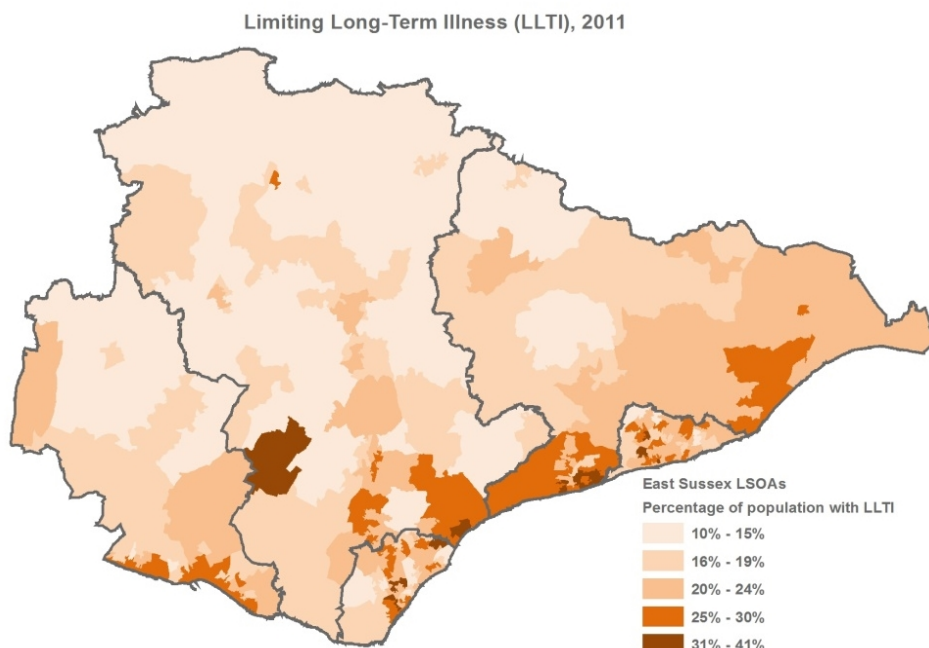 Limiting Long-Term Illness (LLTI), 2011
East Sussex LSOAs
Percentage of population with LLTI
10% - 15%
16% - 19%
20% - 24%
25% - 30%
31% - 41%